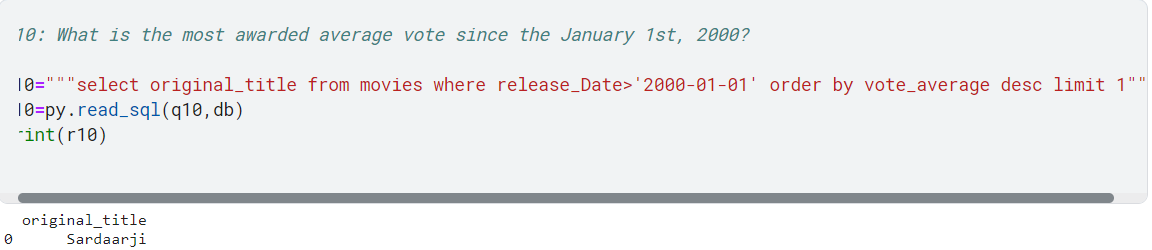 10: What is the most awarded average vote since the January 1st, 2000?
10="""select original_title from movies where release_Date>'2000-01-01' order by vote_average desc limit 1""
10=py.read_sql(q10,db)
rint(r10)
original_title
0 Sardaarji